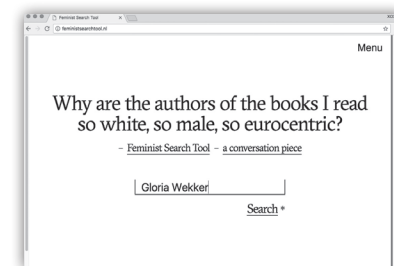 Feminist Search Tool
feministsearchtool.nl
Menu
Why are the authors of the books I read
so white, so male, so eurocentric?
– Feminist Search Tool – a conversation piece
Gloria Wekker
Search *